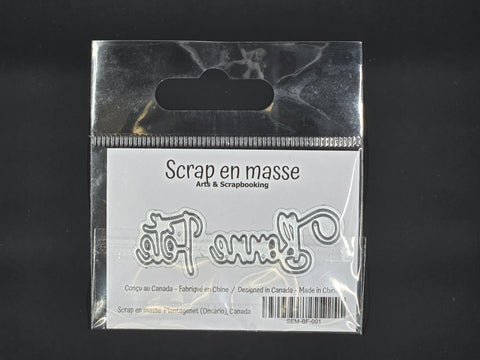 Scrap en masse
Arts & Scrapbooking
Bonne Fête
Conçu au Canada - Fabriqué en Chine / Designed in Canada - Made in China
Scrap en masse Plantagenet (Ontario), Canada
SEM-BF-001